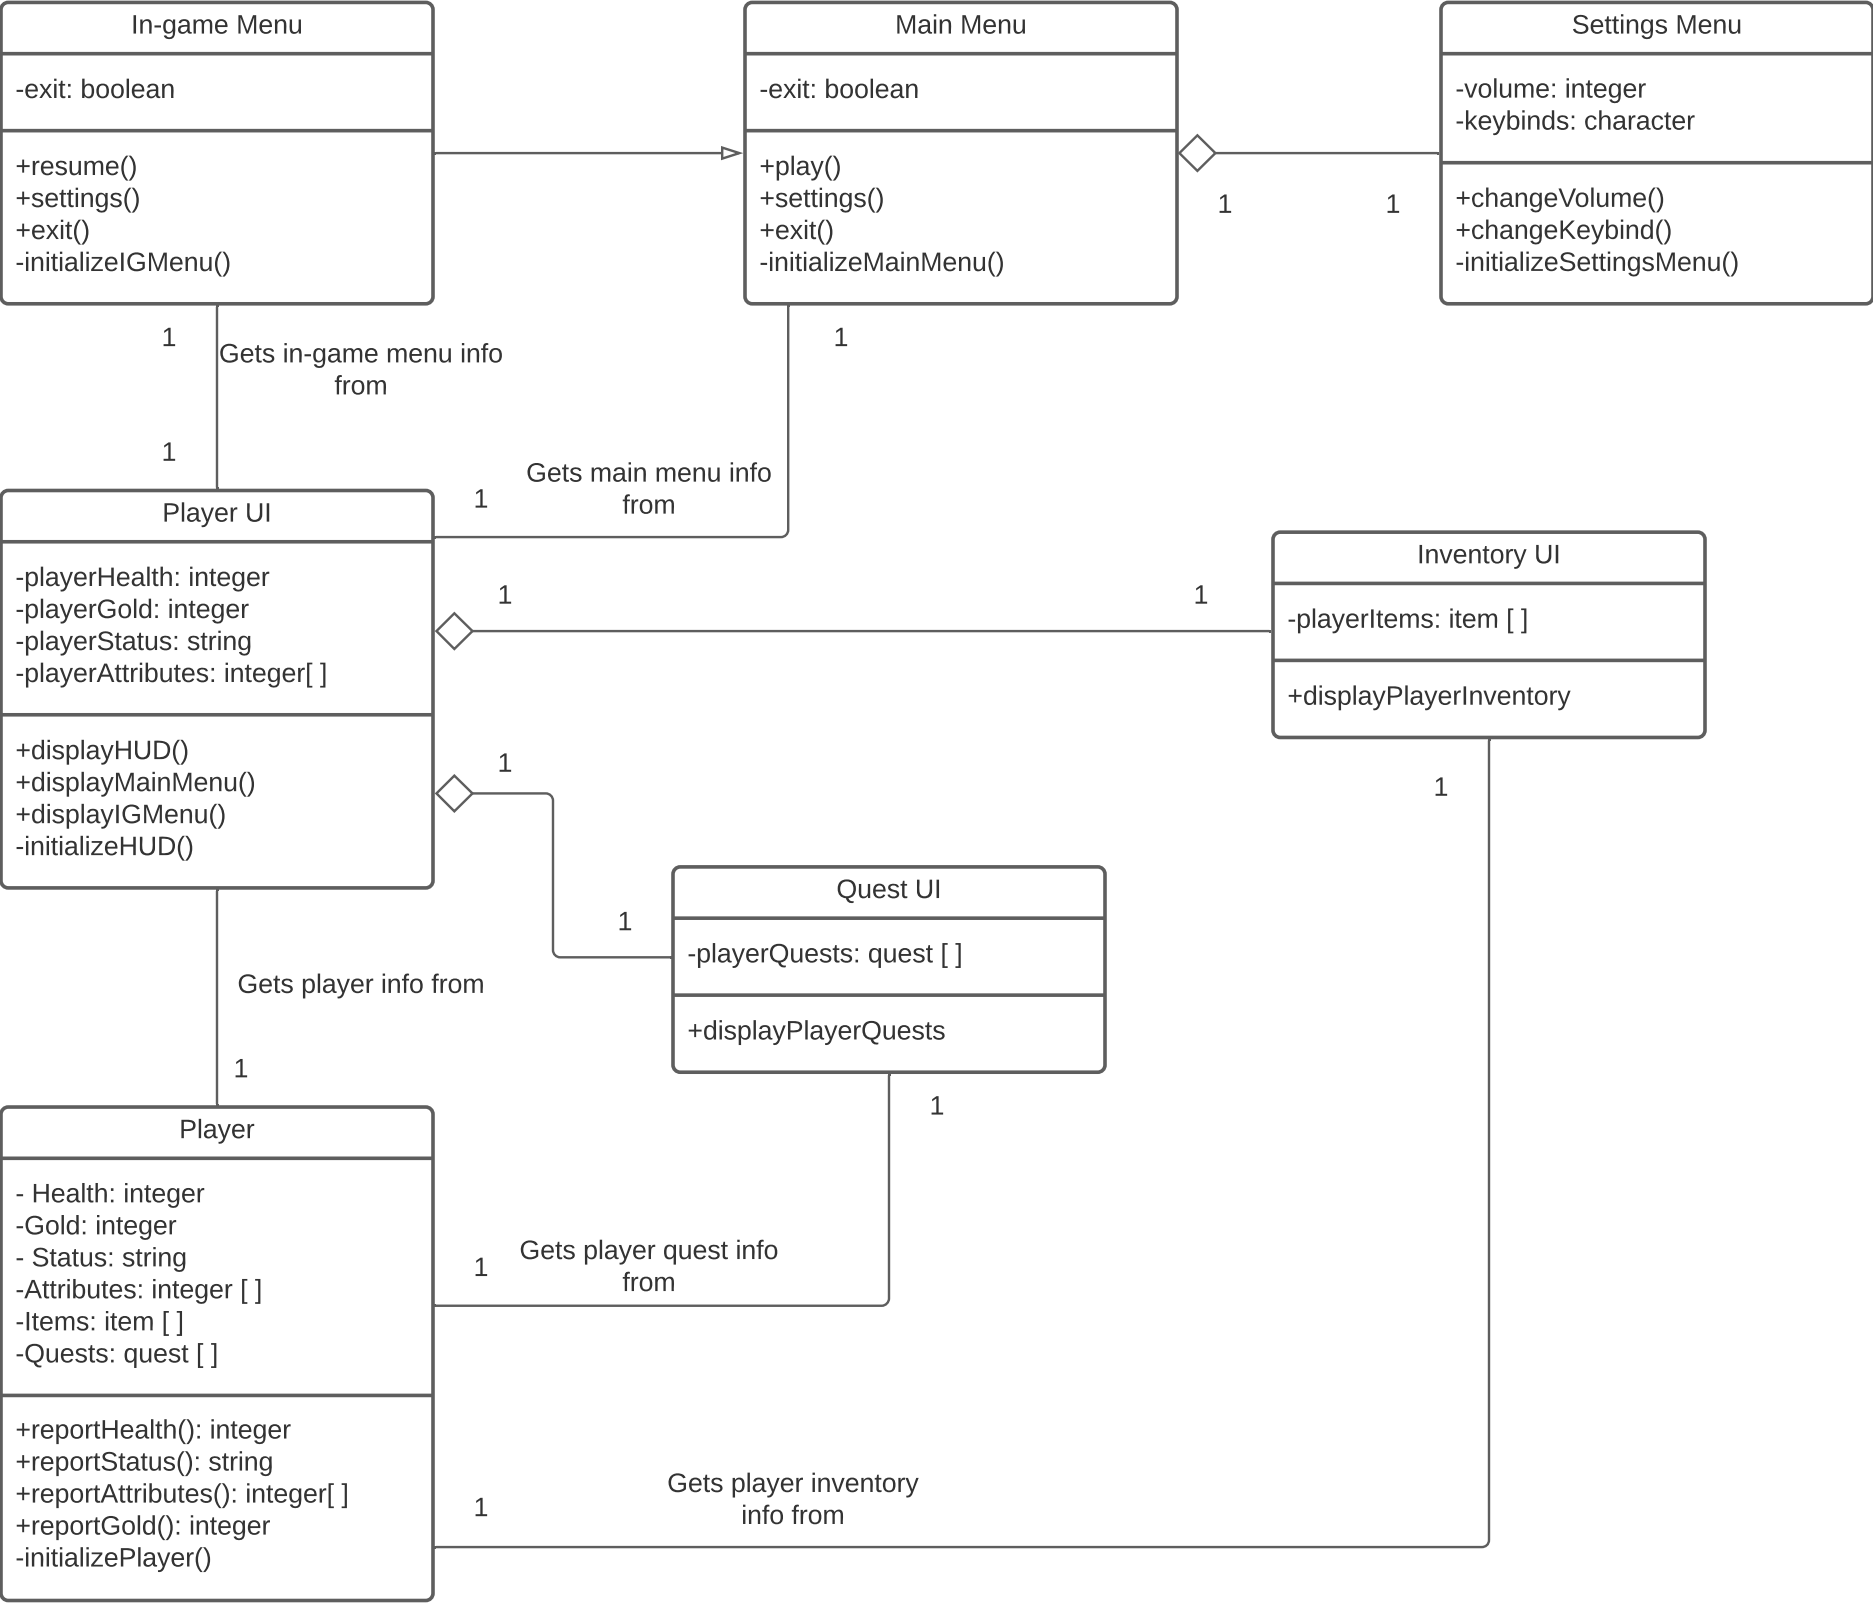 In-game Menu
-exit: boolean
+resume()
+settings()
+exit()
-initializeIGMenu()
Main Menu
-exit: boolean
+play()
+settings()
+exit()
-initializeMainMenu()
1
1
Settings Menu
-volume: integer
-keybinds: character
+changeVolume()
+changeKeybind()
-initializeSettingsMenu()
1
Gets in-game menu info
from
1
1
Gets main menu info
from
1
Player UI
-playerHealth: integer
-playerGold: integer
-playerStatus: string
-playerAttributes: integer[ ]
+displayHUD()
+displayMainMenu()
+displayIGMenu()
-initializeHUD()
1
1
Inventory UI
-playerItems: item [ ]
+displayPlayerInventory
1
1
1
Quest UI
-playerQuests: quest [ ]
+displayPlayerQuests
1
Gets player info from
1
Player
- Health: integer
-Gold: integer
- Status: string
-Attributes: integer [ ]
-Items: item [ ]
-Quests: quest [ ]
+reportHealth(): integer
+reportStatus(): string
+reportAttributes(): integer[ ]
+reportGold(): integer
-initializePlayer()
1
Gets player quest info
from
1
Gets player inventory
info from